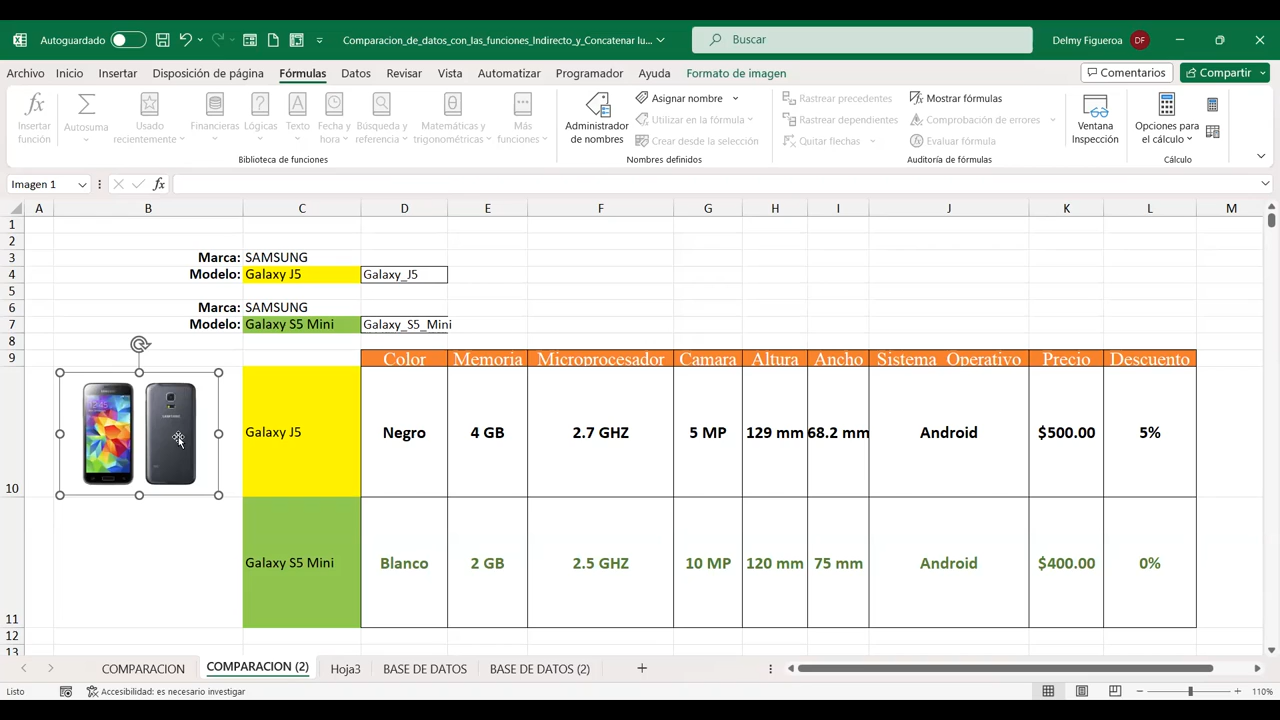 Autoguardado
Comparacion_de_datos_con_las_funciones_Indirecto_y_Concatenar lu...
Buscar
Delmy Figueroa DF
Archivo Inicio Insertar Disposición de página Fórmulas Datos Revisar Vista Automatizar Programador Ayuda Formato de imagen
Comentarios Compartir
Insertar función
Autosuma
Usado recientemente
Financieras
Lógicas
Texto
Fecha y hora
Búsqueda y referencia
Matemáticas y trigonométricas
Más funciones
Biblioteca de funciones
Administrador de nombres
Asignar nombre
Utilizar en la fórmula
Crear desde la selección
Nombres definidos
Rastrear precedentes
Rastrear dependientes
Quitar flechas
Mostrar fórmulas
Comprobación de errores
Evaluar fórmula
Auditoría de fórmulas
Ventana Inspección
Opciones para el cálculo
Cálculo
Imagen 1 fx
A B C D E F G H I J K L M
1
2
3 Marca: SAMSUNG
4 Modelo: Galaxy J5 Galaxy_J5
5
6 Marca: SAMSUNG
7 Modelo: Galaxy S5 Mini Galaxy_S5_Mini
8
9 Color Memoria Microprocesador Camara Altura Ancho Sistema_Operativo Precio Descuento
10 Galaxy J5 Negro 4 GB 2.7 GHZ 5 MP 129 mm 68.2 mm Android $500.00 5%
11 Galaxy S5 Mini Blanco 2 GB 2.5 GHZ 10 MP 120 mm 75 mm Android $400.00 0%
12
13
COMPARACION COMPARACION (2) Hoja3 BASE DE DATOS BASE DE DATOS (2)
Listo Accesibilidad: es necesario investigar 110%